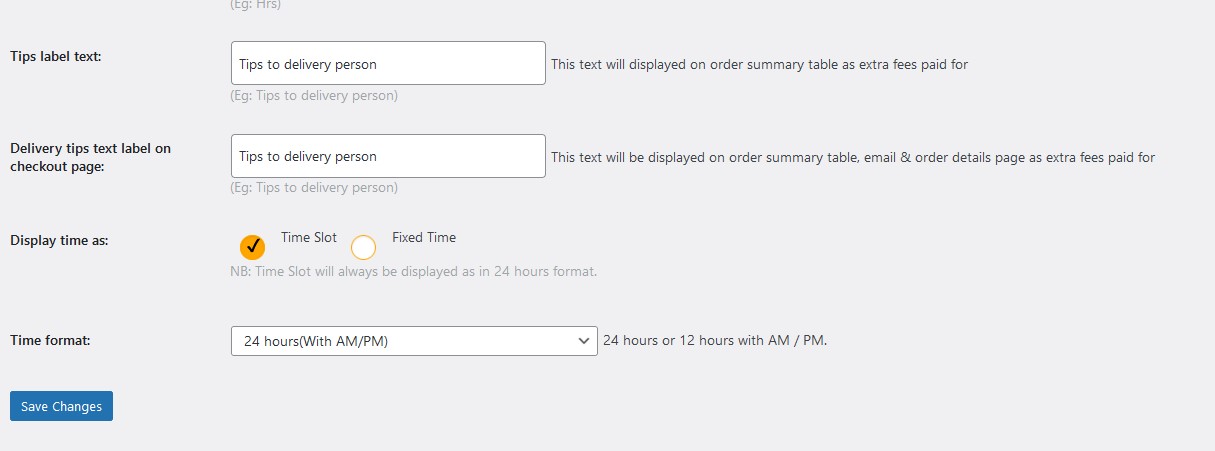 (Eg: Hrs)
Tips label text:
Tips to delivery person
This text will displayed on order summary table as extra fees paid for
(Eg: Tips to delivery person)
Delivery tips text label on
checkout page:
Tips to delivery person
This text will be displayed on order summary table, email & order details page as extra fees paid for
(Eg: Tips to delivery person)
Display time as:
Time Slot
Fixed Time
NB: Time Slot will always be displayed as in 24 hours format.
Time format:
24 hours(With AM/PM)
24 hours or 12 hours with AM / PM.
Save Changes